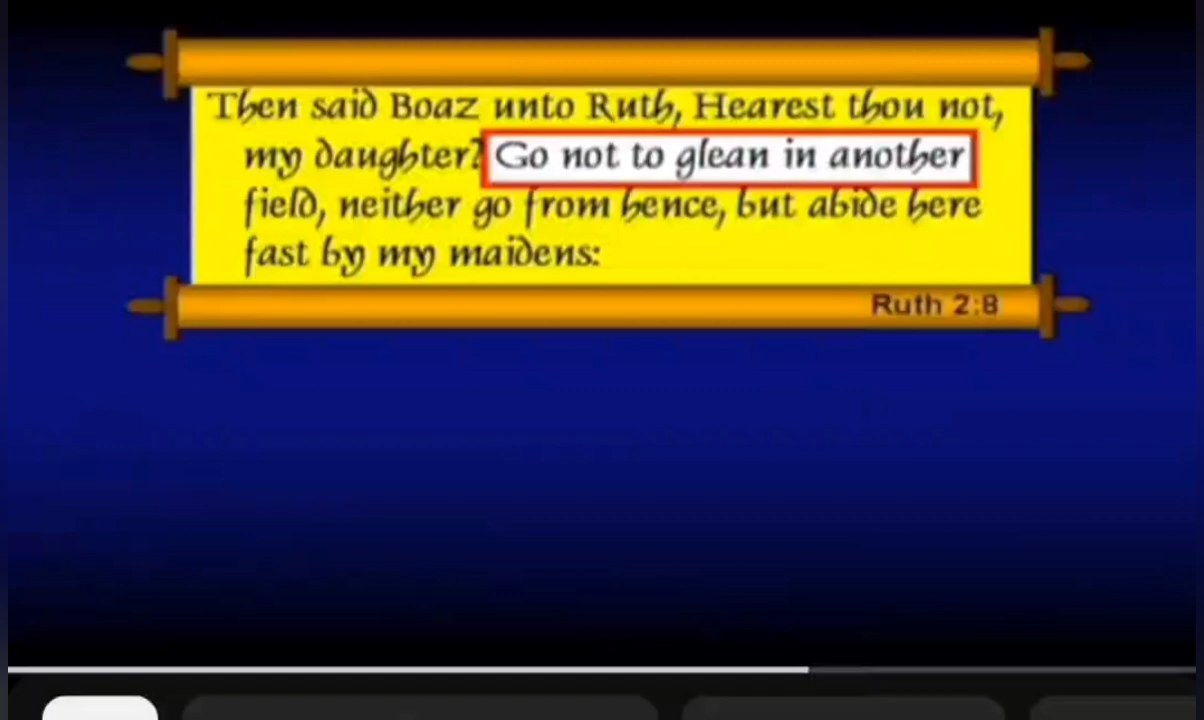 Then said Boaz unto Ruth, Hearest thou not,
my daughter? Go not to glean in another
field, neither go from hence, but abide here
fast by my maidens:
Ruth 2:8